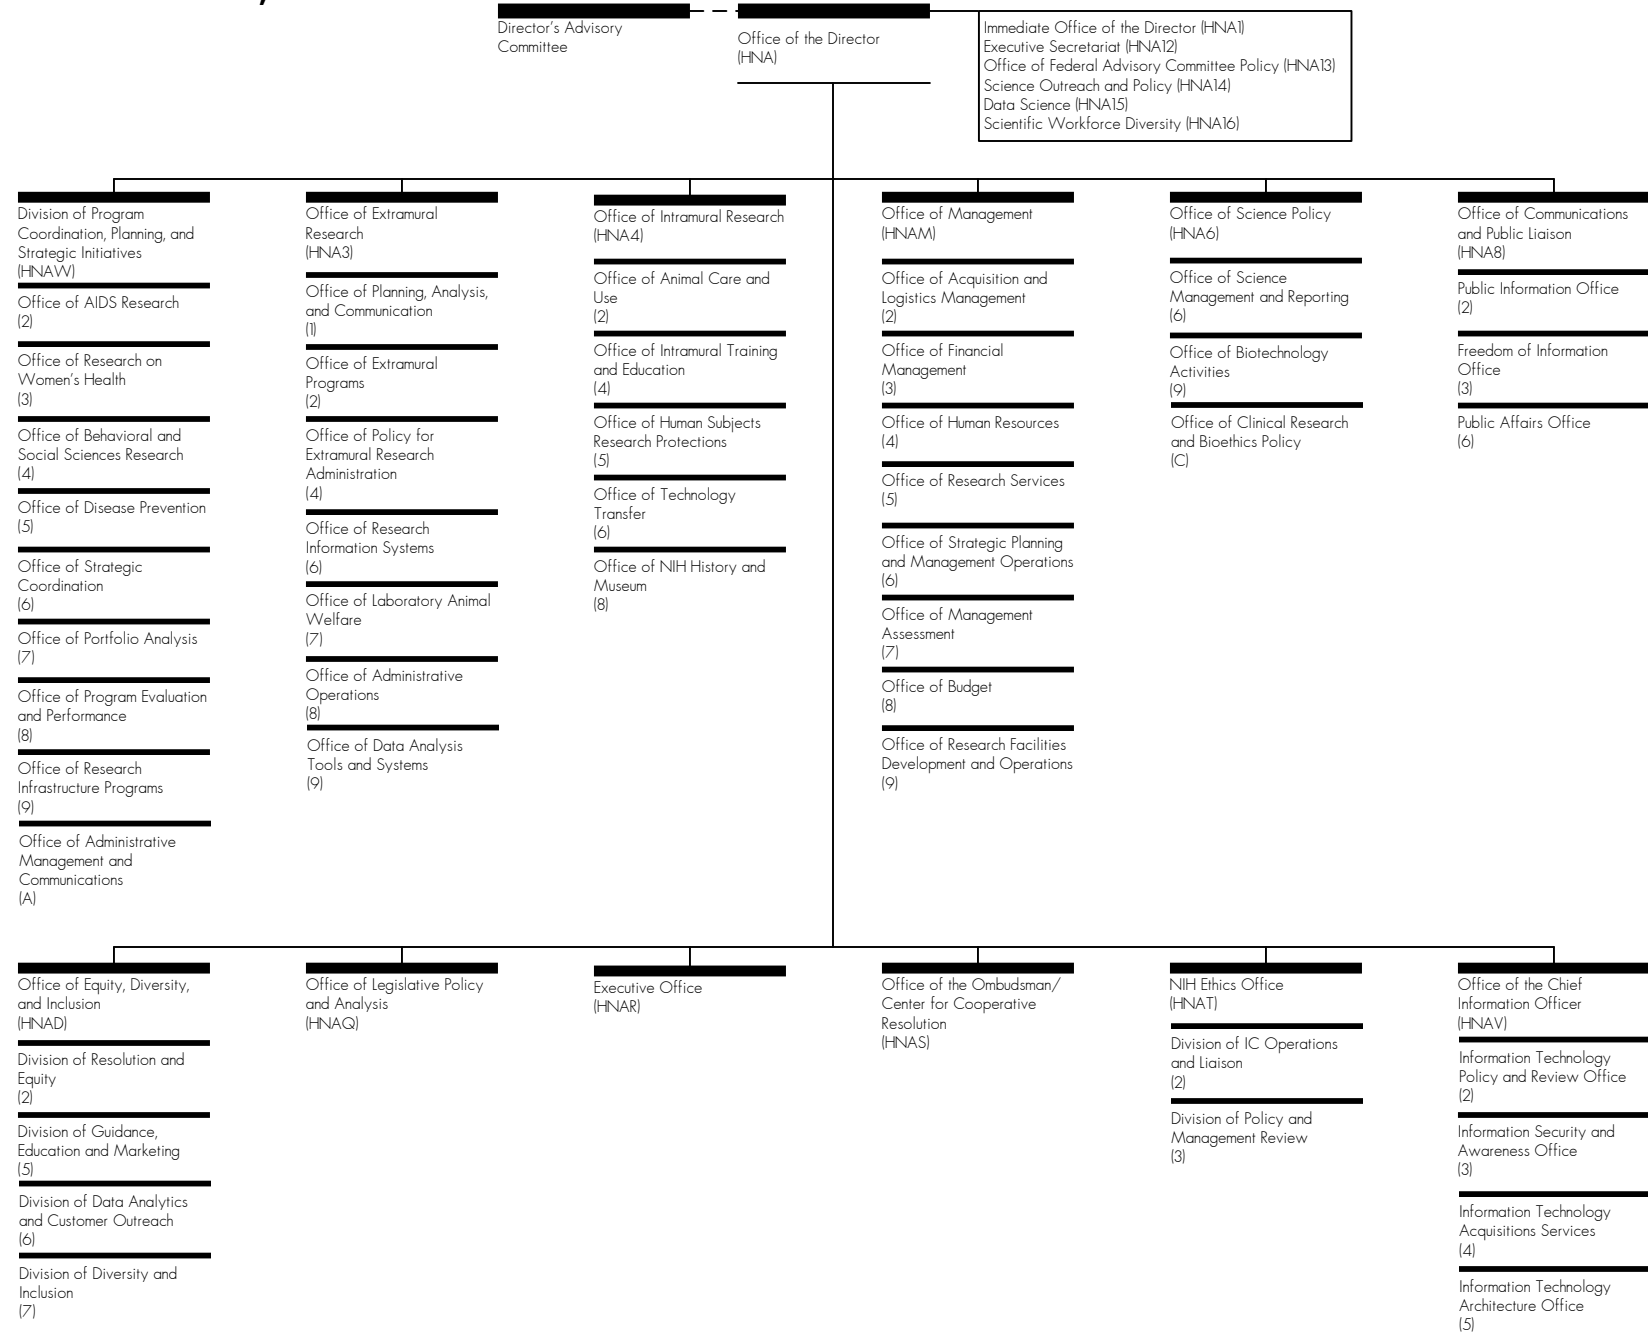 Director's Advisory
Committee
Office of the Director
(HNA)
Immediate Office of the Director (HNA1)
Executive Secretariat (HNA12)
Office of Federal Advisory Committee Policy (HNA13)
Science Outreach and Policy (HNA14)
Data Science (HNA15)
Scientific Workforce Diversity (HNA16)
Division of Program
Coordination, Planning, and
Strategic Initiatives
(HNAW)
Office of AIDS Research
(2)
Office of Research on
Women's Health
(3)
Office of Behavioral and
Social Sciences Research
(4)
Office of Disease Prevention
(5)
Office of Strategic
Coordination
(6)
Office of Portfolio Analysis
(7)
Office of Program Evaluation
and Performance
(8)
Office of Research
Infrastructure Programs
(9)
Office of Administrative
Management and
Communications
(A)
Office of Extramural
Research
(HNA3)
Office of Planning, Analysis,
and Communication
(1)
Office of Extramural
Programs
(2)
Office of Policy for
Extramural Research
Administration
(4)
Office of Research
Information Systems
(6)
Office of Laboratory Animal
Welfare
(7)
Office of Administrative
Operations
(8)
Office of Data Analysis
Tools and Systems
(9)
Office of Intramural Research
(HNA4)
Office of Animal Care and
Use
(2)
Office of Intramural Training
and Education
(4)
Office of Human Subjects
Research Protections
(5)
Office of Technology
Transfer
(6)
Office of NIH History and
Museum
(8)
Office of Management
(HNAM)
Office of Acquisition and
Logistics Management
(2)
Office of Financial
Management
(3)
Office of Human Resources
(4)
Office of Research Services
(5)
Office of Strategic Planning
and Management Operations
(6)
Office of Management
Assessment
(7)
Office of Budget
(8)
Office of Research Facilities
Development and Operations
(9)
Office of Science Policy
(HNA6)
Office of Science
Management and Reporting
(6)
Office of Biotechnology
Activities
(9)
Office of Clinical Research
and Bioethics Policy
(C)
Office of Communications
and Public Liaison
(HNA8)
Public Information Office
(2)
Freedom of Information
Office
(3)
Public Affairs Office
(6)
Office of Equity, Diversity,
and Inclusion
(HNAD)
Division of Resolution and
Equity
(2)
Division of Guidance,
Education and Marketing
(5)
Division of Data Analytics
and Customer Outreach
(6)
Division of Diversity and
Inclusion
(7)
Office of Legislative Policy
and Analysis
(HNAQ)
Executive Office
(HNAR)
Office of the Ombudsman/
Center for Cooperative
Resolution
(HNAS)
NIH Ethics Office
(HNAT)
Division of IC Operations
and Liaison
(2)
Division of Policy and
Management Review
(3)
Office of the Chief
Information Officer
(HNAV)
Information Technology
Policy and Review Office
(2)
Information Security and
Awareness Office
(3)
Information Technology
Acquisitions Services
(4)
Information Technology
Architecture Office
(5)